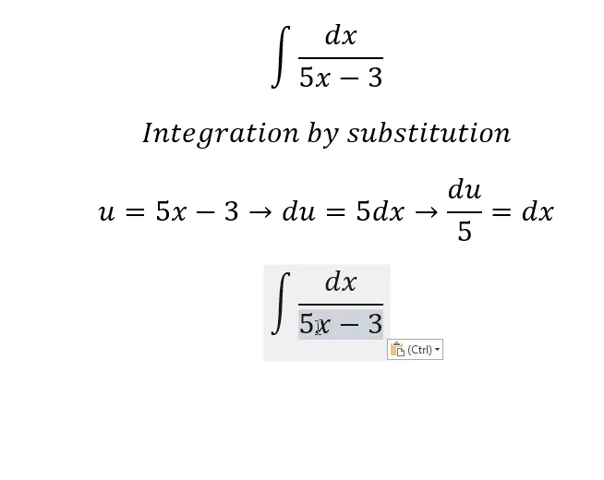 ∫ dx / 5x − 3
Integration by substitution
u = 5x − 3 → du = 5dx → du / 5 = dx
∫ dx / 5x − 3
(Ctrl)